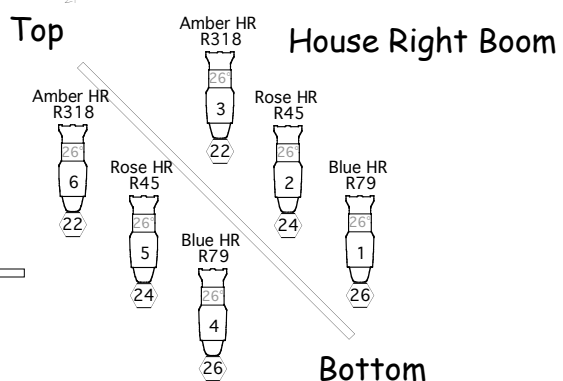 Top
House Right Boom
Amber HR
R318
26°
3
22
Amber HR
R318
26°
6
22
Rose HR
R45
26°
2
24
Rose HR
R45
26°
5
24
Blue HR
R79
26°
1
26
Blue HR
R79
26°
4
26
Bottom